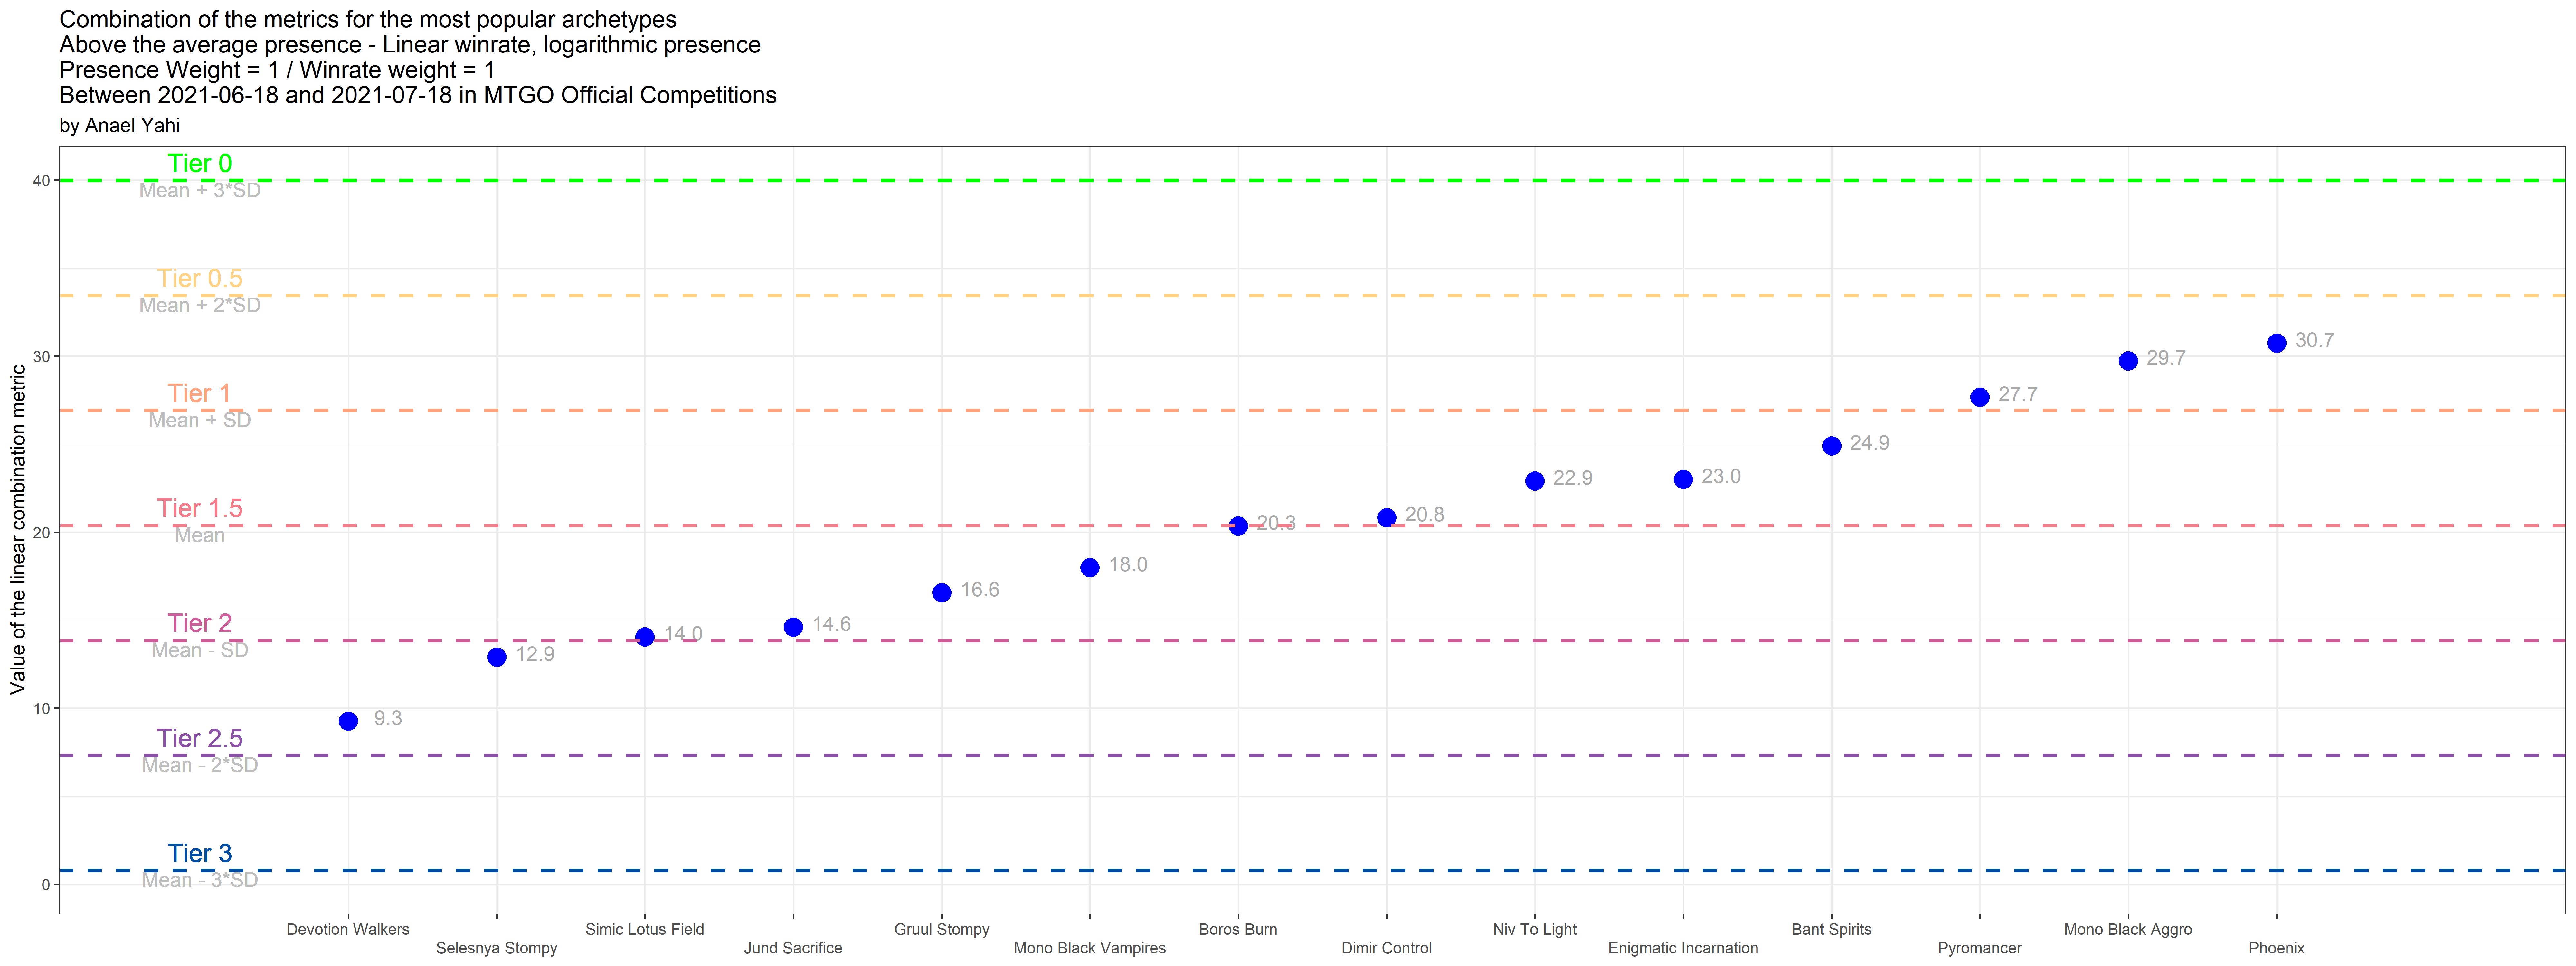 Combination of the metrics for the most popular archetypes
Above the average presence - Linear winrate, logarithmic presence
Presence Weight = 1 / Winrate weight = 1
Between 2021-06-18 and 2021-07-18 in MTGO Official Competitions
by Anael Yahi
Value of the linear combination metric
40
30
20
10
0
Tier 0
Mean + 3*SD
Tier 0.5
Mean + 2*SD
Tier 1
Mean + SD
Tier 1.5
Mean
Tier 2
Mean - SD
Tier 2.5
Mean - 2*SD
Tier 3
Mean - 3*SD
9.3
12.9
14.0
14.6
16.6
18.0
20.3
20.8
22.9
23.0
24.9
27.7
29.7
30.7
Devotion Walkers
Selesnya Stompy
Simic Lotus Field
Jund Sacrifice
Gruul Stompy
Mono Black Vampires
Boros Burn
Dimir Control
Niv To Light
Enigmatic Incarnation
Bant Spirits
Pyromancer
Mono Black Aggro
Phoenix